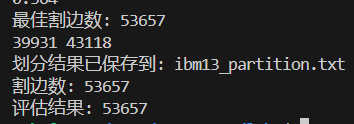 最佳割边数: 53657
39931 43118
划分结果已保存到: ibm13_partition.txt
割边数: 53657
评估结果: 53657